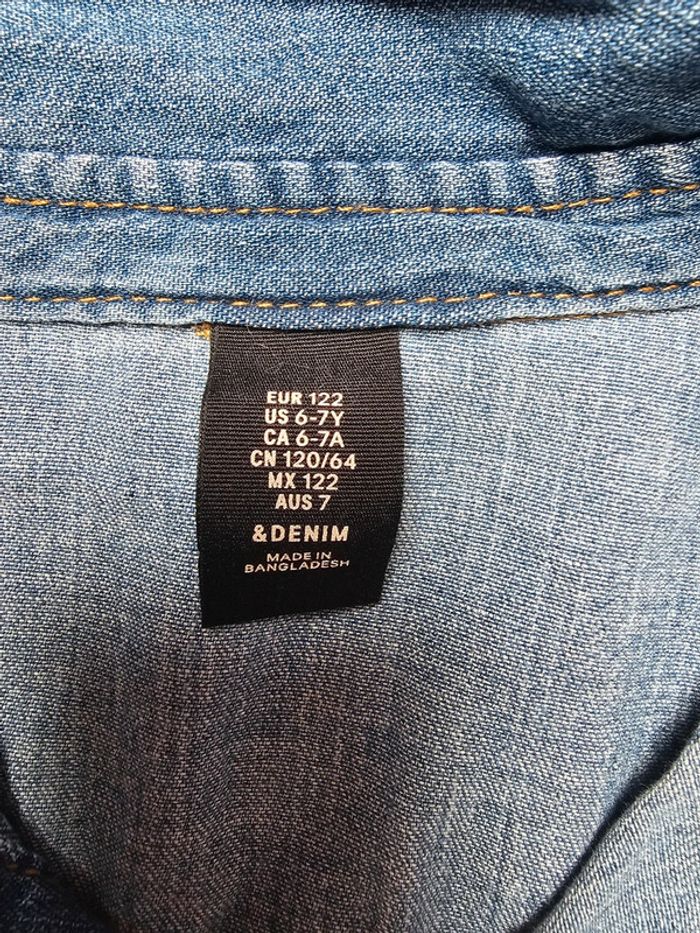 EUR 122
US 6-7Y
CA 6-7A
CN 120/64
MX 122
AUS 7
&DENIM
MADE IN
BANGLADESH